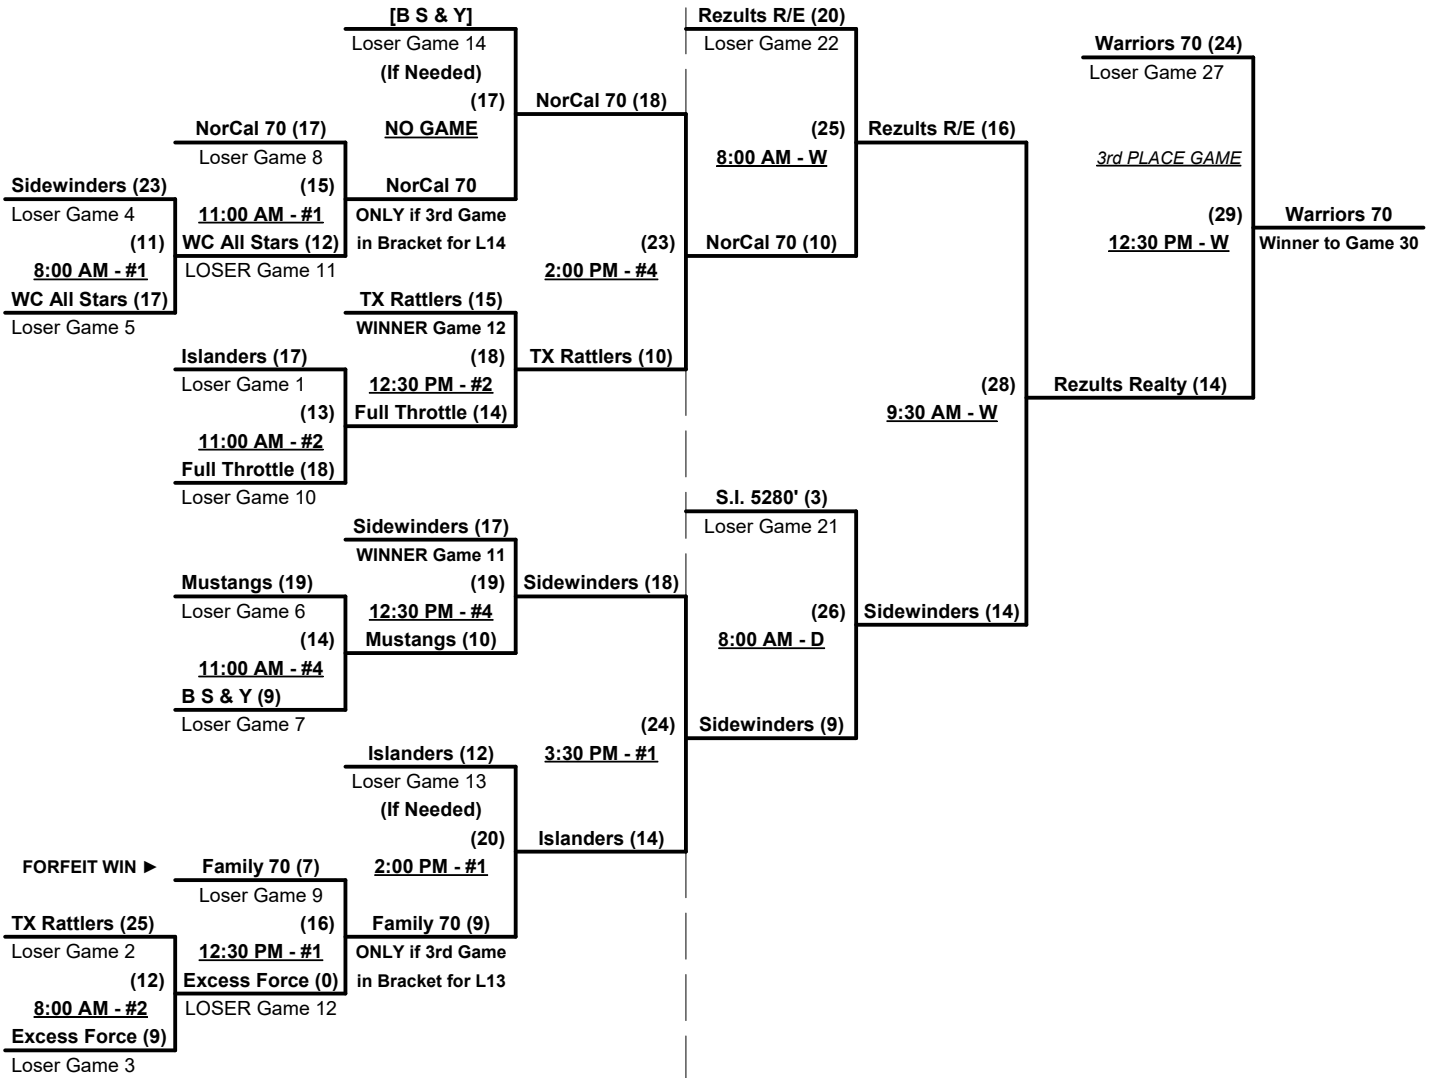 [B S & Y]
Loser Game 14
(If Needed)
(17)
NO GAME
NorCal 70 (17)
Loser Game 8
(15)
11:00 AM - #1
WC All Stars (12)
LOSER Game 11
Sidewinders (23)
Loser Game 4
(11)
8:00 AM - #1
WC All Stars (17)
Loser Game 5
NorCal 70
ONLY if 3rd Game
in Bracket for L14
NorCal 70 (18)
(23)
2:00 PM - #4
TX Rattlers (15)
WINNER Game 12
(18)
12:30 PM - #2
Full Throttle (14)
Islanders (17)
Loser Game 1
(13)
11:00 AM - #2
Full Throttle (18)
Loser Game 10
TX Rattlers (10)
Sidewinders (17)
WINNER Game 11
(19)
12:30 PM - #4
Mustangs (10)
Mustangs (19)
Loser Game 6
(14)
11:00 AM - #4
B S & Y (9)
Loser Game 7
Sidewinders (18)
(24)
3:30 PM - #1
Islanders (12)
Loser Game 13
(If Needed)
(20)
2:00 PM - #1
Islanders (14)
FORFEIT WIN ►
Family 70 (7)
Loser Game 9
(16)
12:30 PM - #1
Excess Force (0)
LOSER Game 12
Family 70 (9)
ONLY if 3rd Game
in Bracket for L13
TX Rattlers (25)
Loser Game 2
(12)
8:00 AM - #2
Excess Force (9)
Loser Game 3
Rezults R/E (20)
Loser Game 22
(25)
8:00 AM - W
NorCal 70 (10)
Rezults R/E (16)
S.I. 5280' (3)
Loser Game 21
(26)
8:00 AM - D
Sidewinders (9)
Sidewinders (14)
(28)
9:30 AM - W
Warriors 70 (24)
Loser Game 27
3rd PLACE GAME
(29)
12:30 PM - W
Rezults Realty (14)
Warriors 70
Winner to Game 30